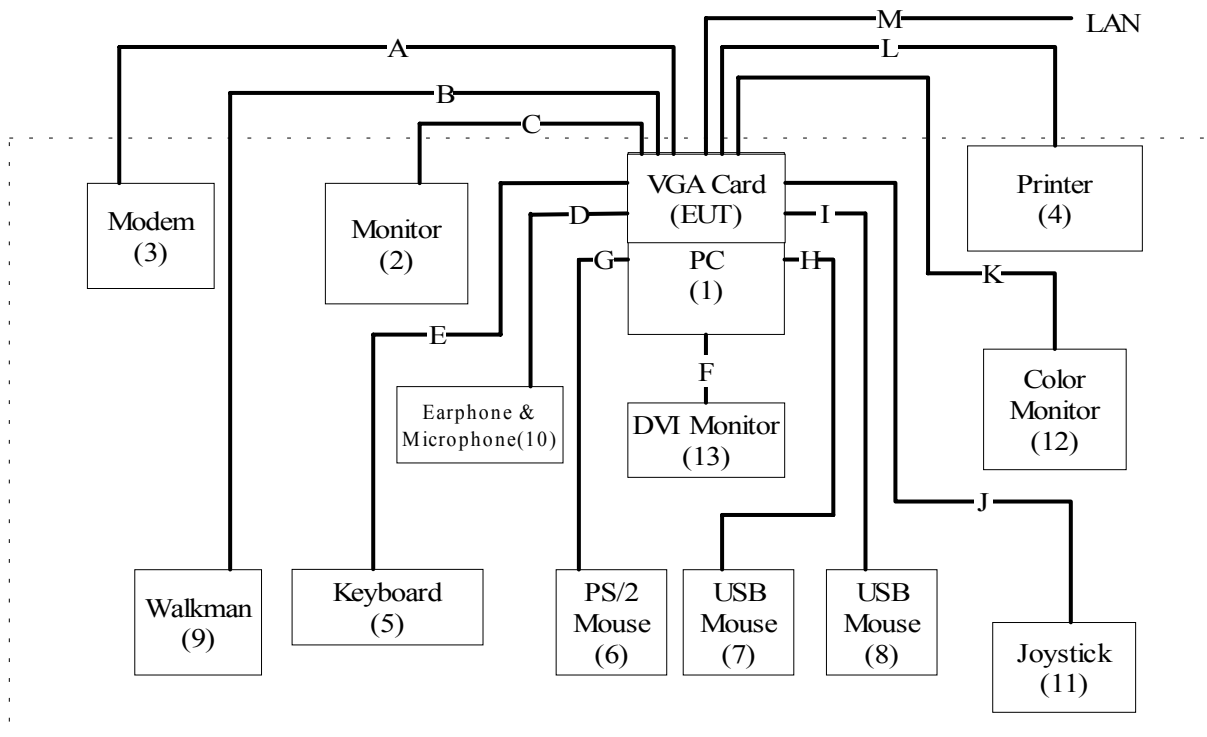 M
LAN
A
L
B
C
VGA Card
(EUT)
Printer
(4)
Modem
(3)
Monitor
(2)
D
I
G
PC
(1)
H
K
E
F
Color
Monitor
(12)
Earphone &
Microphone(10)
DVI Monitor
(13)
J
Walkman
(9)
Keyboard
(5)
PS/2
Mouse
(6)
USB
Mouse
(7)
USB
Mouse
(8)
Joystick
(11)